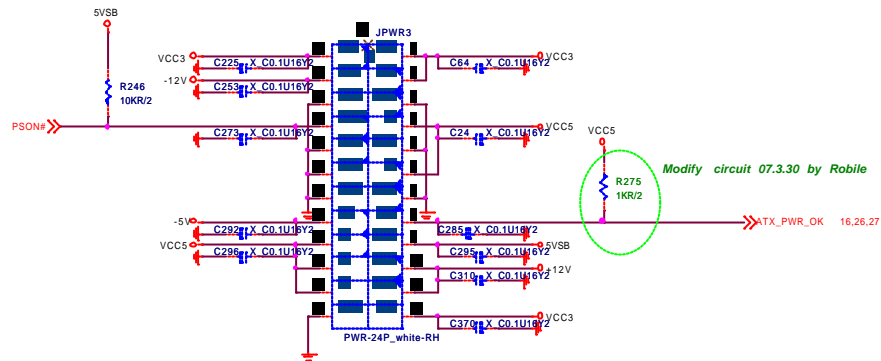 5VSB
JPWR3
VCC3
VCC3
C225 X_C0.1U16Y2
C64 X_C0.1U16Y2
-12V
R246
10KR/2
C253 X_C0.1U16Y2
PSON#
VCC5
C273 X_C0.1U16Y2
C24 X_C0.1U16Y2
VCC5
Modify circuit 07.3.30 by Robile
R275
1KR/2
-5V
ATX_PWR_OK 16,26,27
C292 X_C0.1U16Y2
C285 X_C0.1U16Y2
VCC5
5VSB
C296 X_C0.1U16Y2
C295 X_C0.1U16Y2
+12V
C310 X_C0.1U16Y2
VCC3
C370 X_C0.1U16Y2
PWR-24P_white-RH